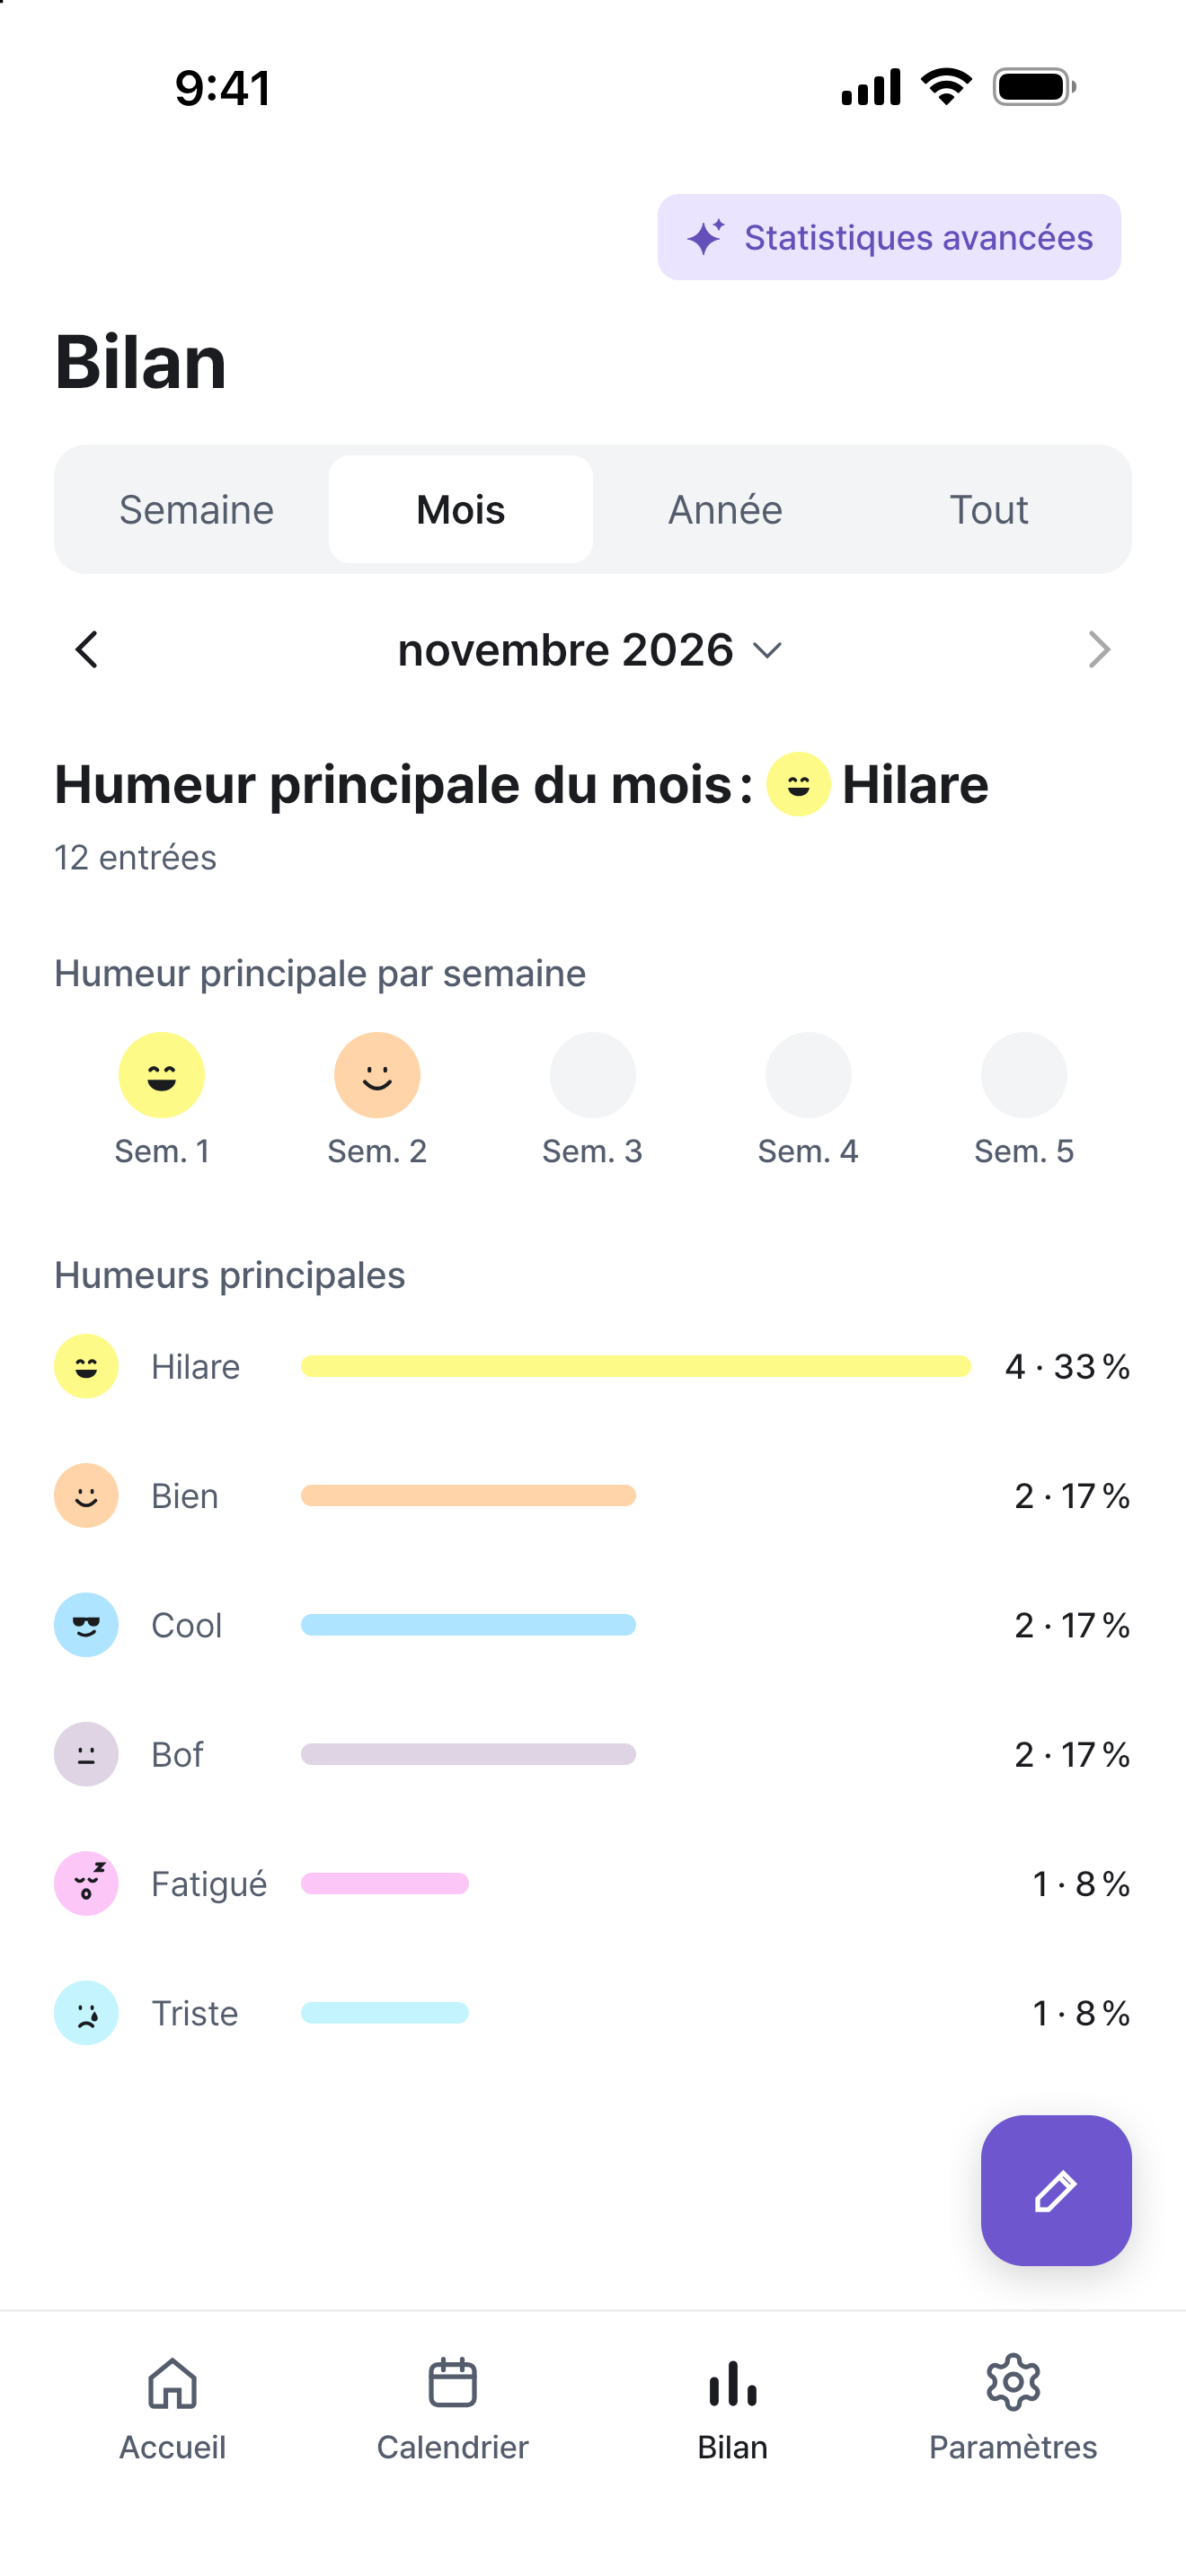 9:41
Statistiques avancées
Bilan
Semaine Mois Année Tout
novembre 2026
Humeur principale du mois : Hilare
12 entrées
Humeur principale par semaine
Sem. 1 Sem. 2 Sem. 3 Sem. 4 Sem. 5
Humeurs principales
Hilare 4 · 33 %
Bien 2 · 17 %
Cool 2 · 17 %
Bof 2 · 17 %
Fatigué 1 · 8 %
Triste 1 · 8 %
Accueil Calendrier Bilan Paramètres